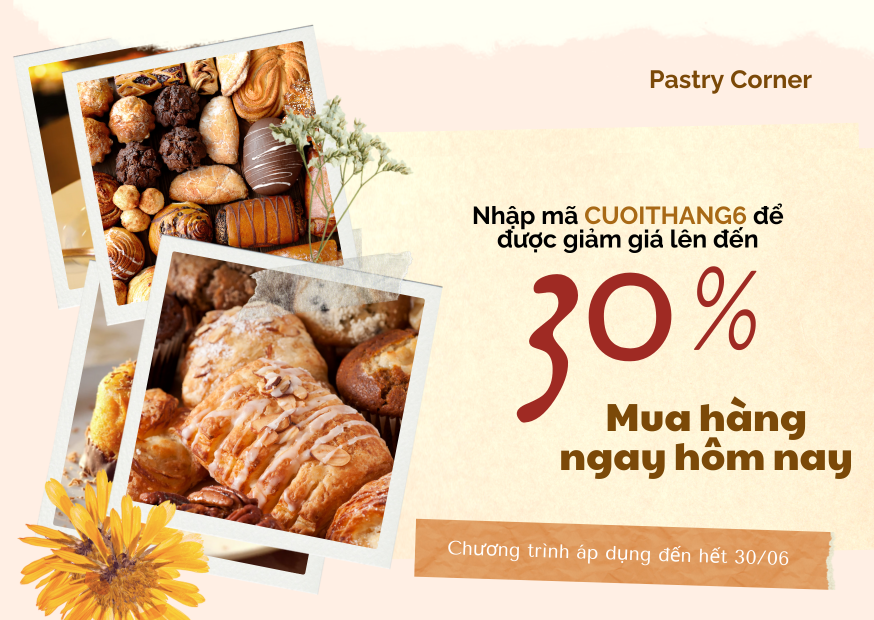 Pastry Corner
Nhập mã CUOITHANG6 để
được giảm giá lên đến
30%
Mua hàng
ngay hôm nay
Chương trình áp dụng đến hết 30/06